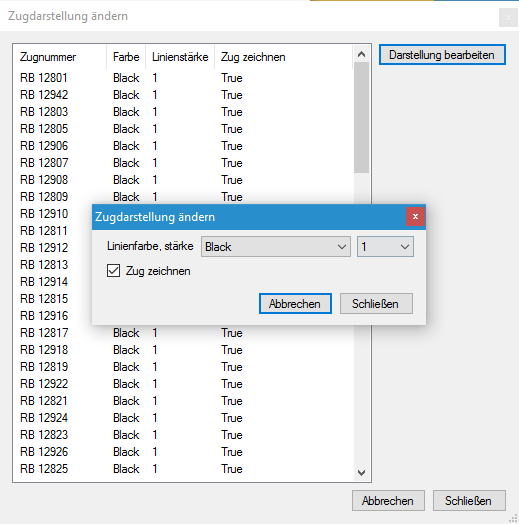 Zugdarstellung ändern
Darstellung bearbeiten
Zugnummer Farbe Linienstärke Zug zeichnen
RB 12801 Black 1 True
RB 12942 Black 1 True
RB 12803 Black 1 True
RB 12805 Black 1 True
RB 12906 Black 1 True
RB 12807 Black 1 True
RB 12908 Black 1 True
RB 12809 Black 1 True
RB 12910
RB 12811
RB 12912
RB 12813
RB 12914
RB 12815
RB 12916
Zugdarstellung ändern
Linienfarbe, stärke Black 1
Zug zeichnen
Abbrechen Schließen
RB 12817 Black 1 True
RB 12918 Black 1 True
RB 12819 Black 1 True
RB 12922 Black 1 True
RB 12821 Black 1 True
RB 12924 Black 1 True
RB 12823 Black 1 True
RB 12926 Black 1 True
RB 12825 Black 1 True
Abbrechen Schließen